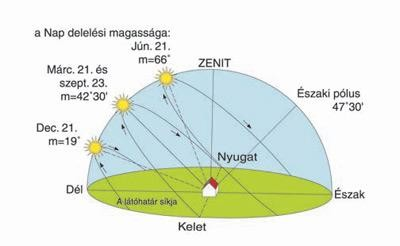 a Nap delelési magassága:
Jún. 21.
m=66˚
ZENIT
Márc. 21. és
szept. 23.
m=42˚30'
Északi pólus
47˚30'
Dec. 21.
m=19˚
Nyugat
Dél
A látóhatár síkja
Észak
Kelet